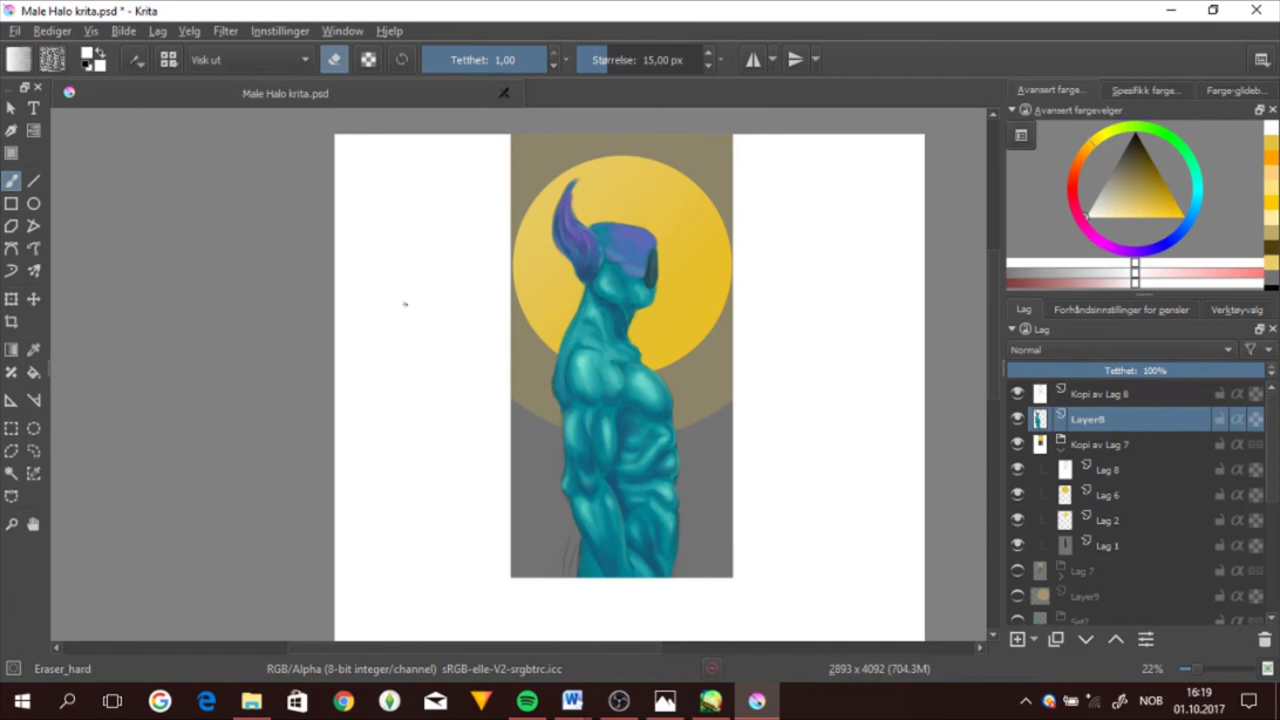 Male Halo krita.psd * - Krita
Fil Rediger Vis Bilde Lag Velg Filter Innstillinger Window Hjelp
Visk ut Tetthet: 1,00 Størrelse: 15,00 px
Male Halo krita.psd
Avansert farge... Spesifikk farge... Farge-glideb...
Avansert fargevelger
Lag Forhåndsinnstillinger for pensler Verktøyvalg
Lag
Normal
Tetthet: 100%
Kopi av Lag 8
Layer8
Kopi av Lag 7
Lag 8
Lag 6
Lag 2
Lag 1
Lag 7
Layer9
Eraser_hard RGB/Alpha (8-bit integer/channel) sRGB-elle-V2-srgbtrc.icc 2893 x 4092 (704.3M) 22%
NOB 16:19
01.10.2017